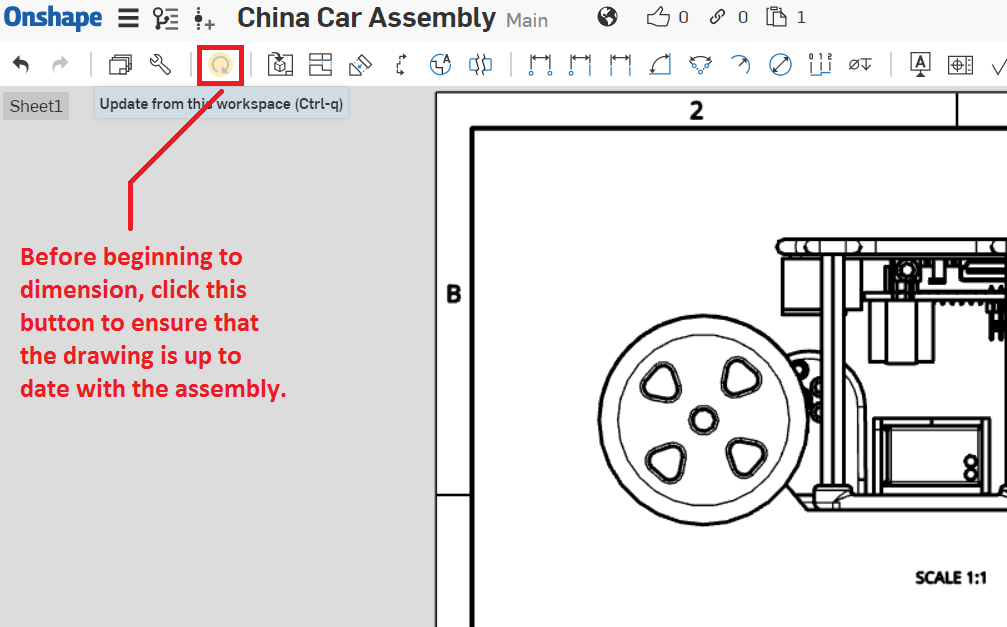 Onshape China Car Assembly Main 0 0 1
Sheet1
Update from this workspace (Ctrl-q)
2
Before beginning to
dimension, click this
button to ensure that
the drawing is up to
date with the assembly.
B
SCALE 1:1